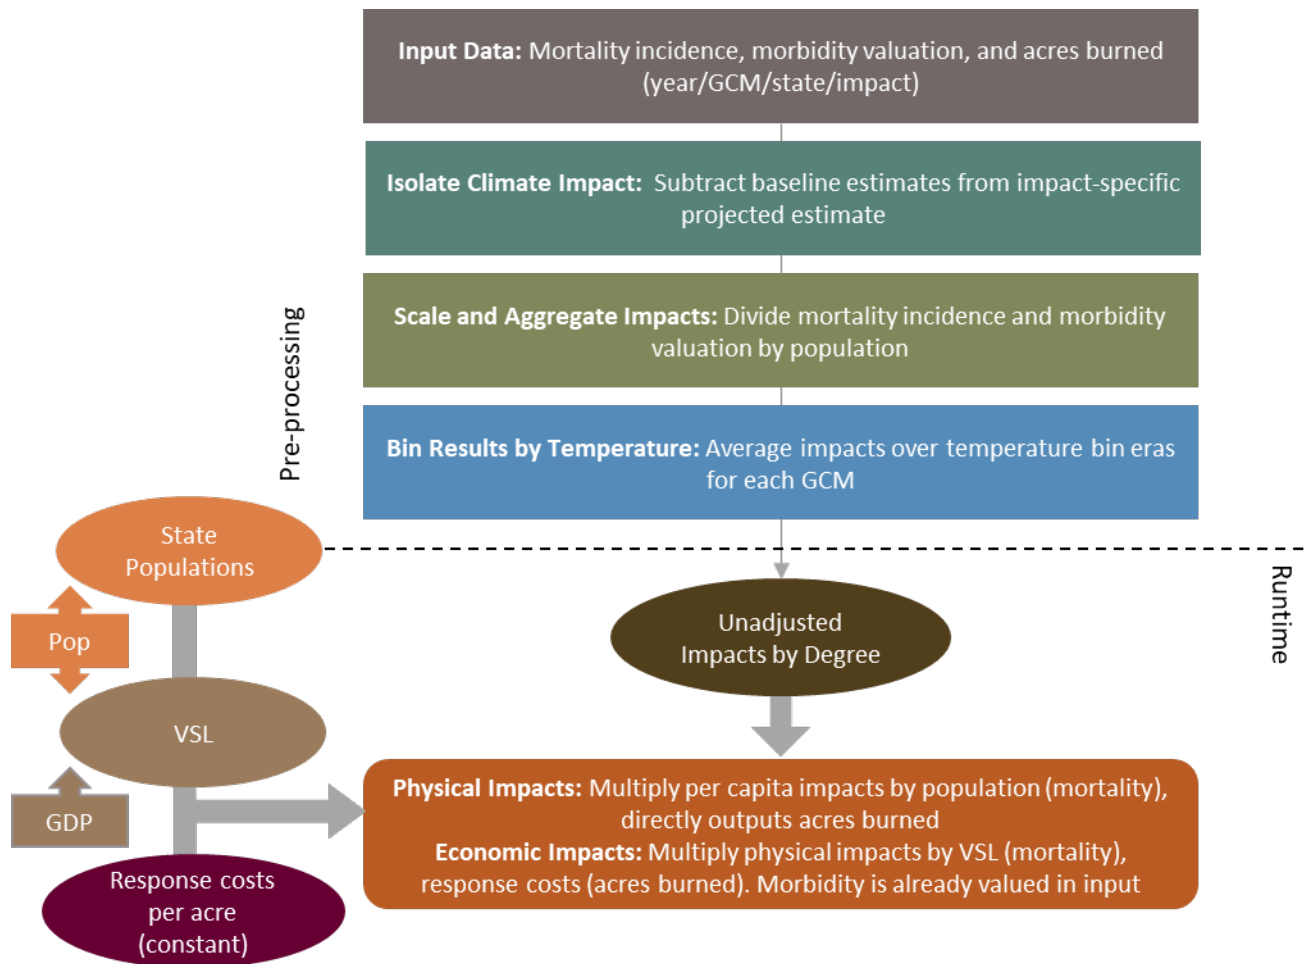 Input Data: Mortality incidence, morbidity valuation, and acres burned
(year/GCM/state/impact)
Isolate Climate Impact: Subtract baseline estimates from impact-specific
projected estimate
Scale and Aggregate Impacts: Divide mortality incidence and morbidity
valuation by population
Pre-processing
Bin Results by Temperature: Average impacts over temperature bin eras
for each GCM
State
Populations
Runtime
Pop
Unadjusted
Impacts by Degree
VSL
GDP
Physical Impacts: Multiply per capita impacts by population (mortality),
directly outputs acres burned
Economic Impacts: Multiply physical impacts by VSL (mortality),
response costs (acres burned). Morbidity is already valued in input
Response costs
per acre
(constant)